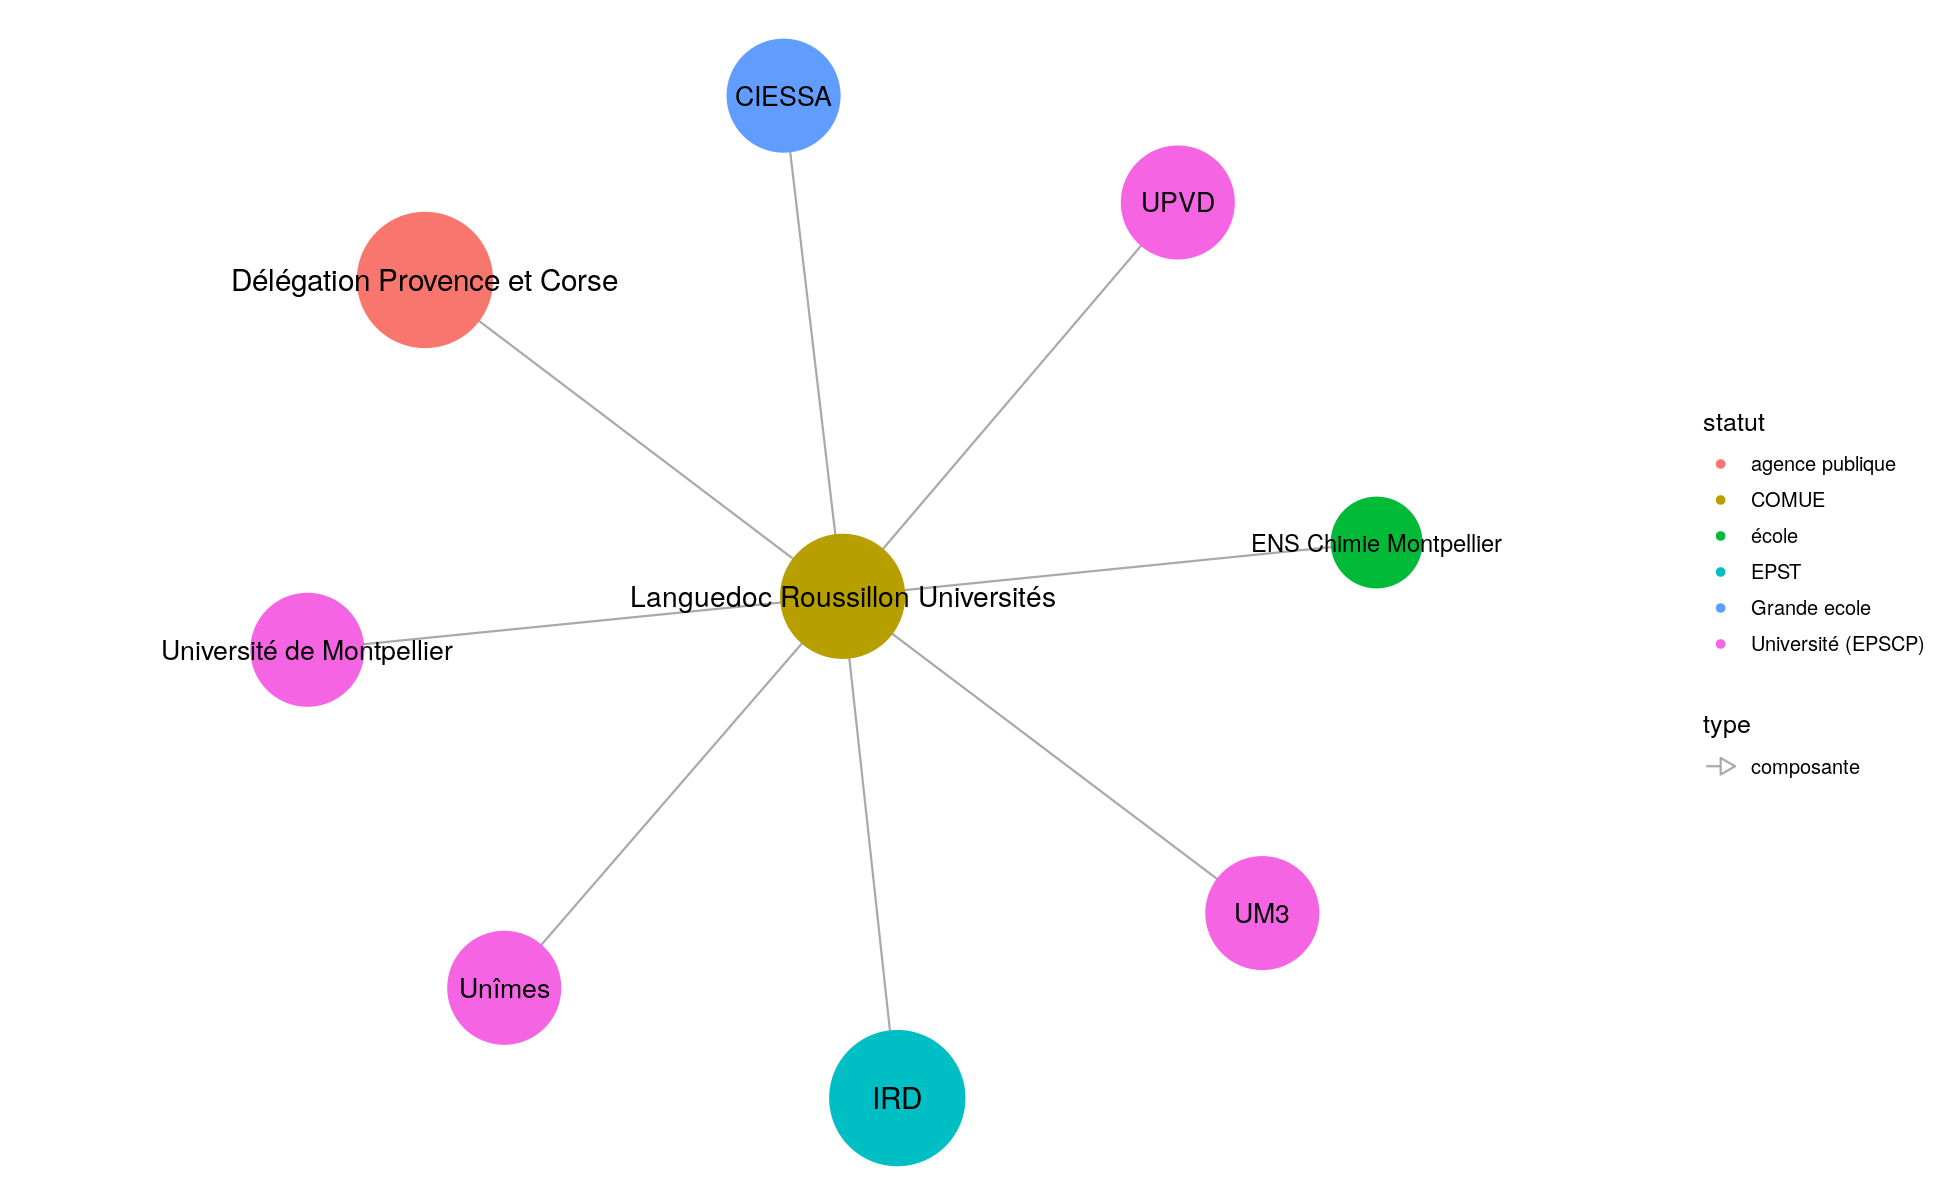 CIESSA
UPVD
Délégation Provence et Corse
ENS Chimie Montpellier
Languedoc Roussillon Universités
Université de Montpellier
UM3
Unîmes
IRD
statut
agence publique
COMUE
école
EPST
Grande ecole
Université (EPSCP)
type
composante